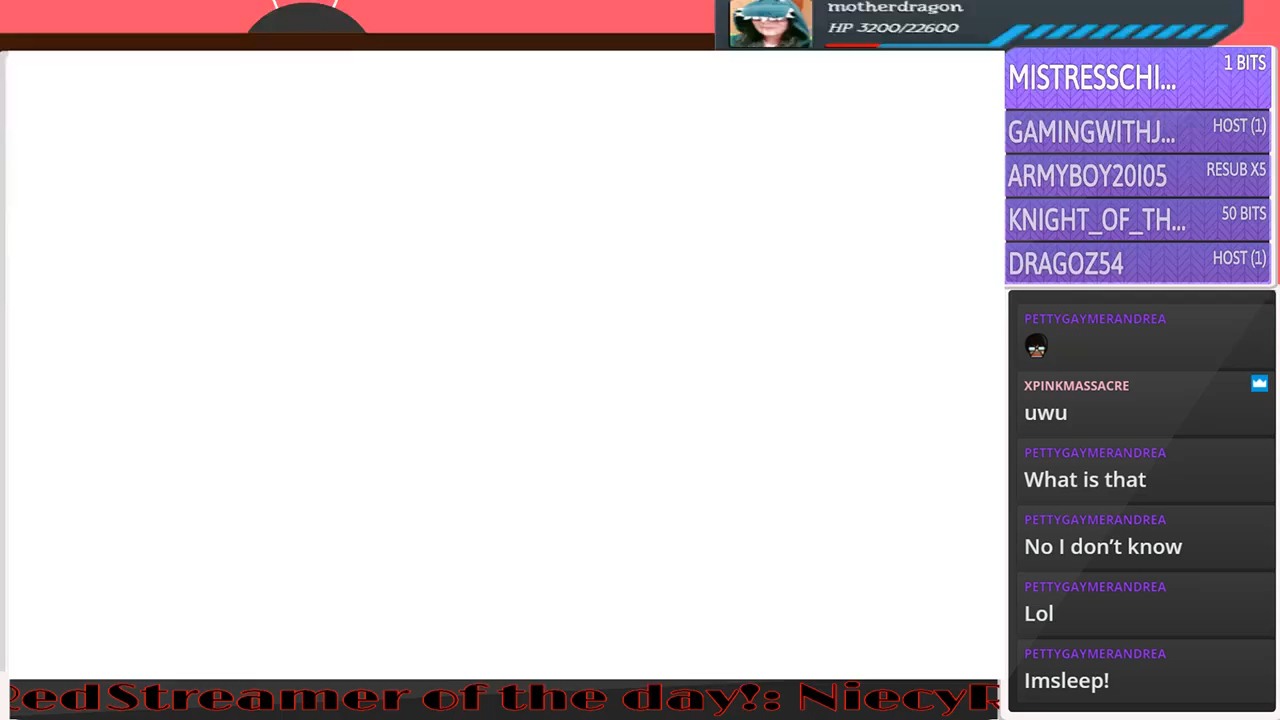 motherdragon
HP 3200/22600
MISTRESSCHI... 1 BITS
GAMINGWITHJ... HOST (1)
ARMYBOY20105 RESUB X5
KNIGHT_OF_TH... 50 BITS
DRAGOZ54 HOST (1)
PETTYGAYMERANDREA
XPINKMASSACRE
uwu
PETTYGAYMERANDREA
What is that
PETTYGAYMERANDREA
No I don’t know
PETTYGAYMERANDREA
Lol
PETTYGAYMERANDREA
Imsleep!
Streamer of the day!: NiecyR